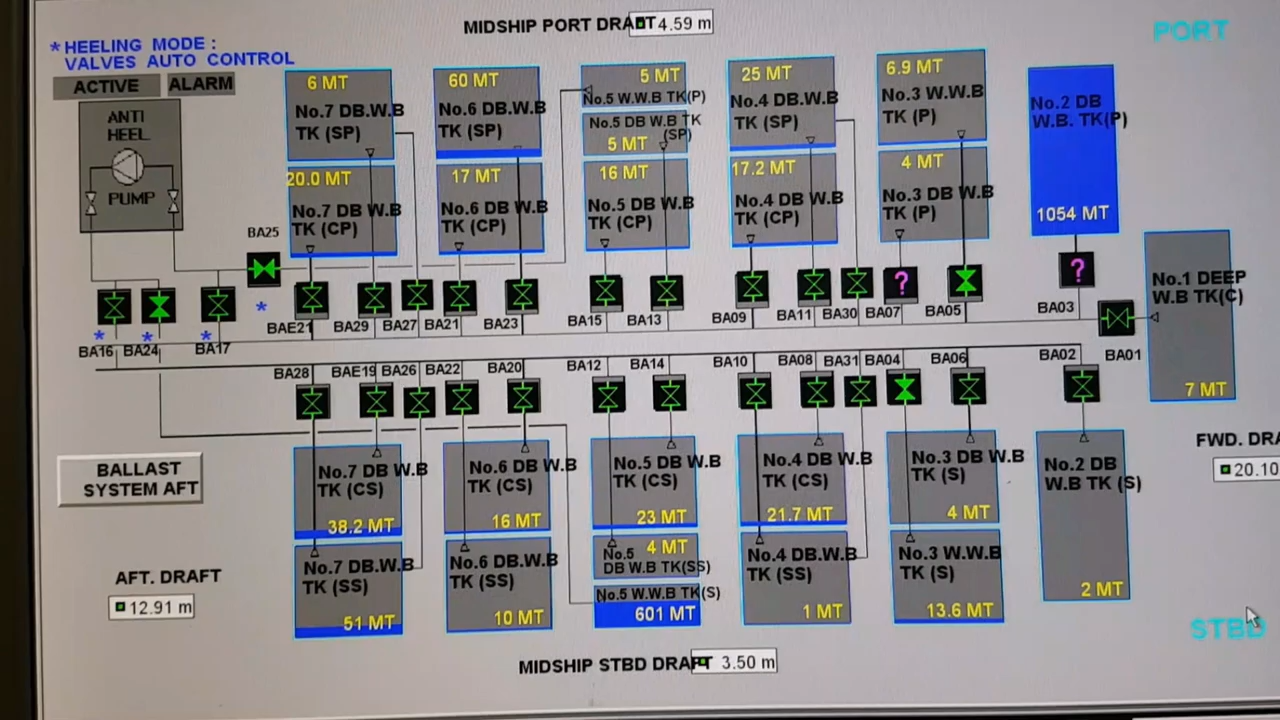 MIDSHIP PORT DRAFT 4.59 m
PORT
*HEELING MODE :
VALVES AUTO CONTROL
ACTIVE
ALARM
ANTI
HEEL
PUMP
6 MT
No.7 DB.W.B
TK (SP)
20.0 MT
No.7 DB W.B
TK (CP)
60 MT
No.6 DB.W.B
TK (SP)
17 MT
No.6 DB W.B
TK (CP)
5 MT
No.5 W.W.B TK(P)
No.5 DB W.B TK
(SP)
5 MT
16 MT
No.5 DB W.B
TK (CP)
25 MT
No.4 DB.W.B
TK (SP)
17.2 MT
No.4 DB W.B
TK (CP)
6.9 MT
No.3 W.W.B
TK (P)
4 MT
No.3 DB W.B
TK (P)
No.2 DB
W.B. TK(P)
1054 MT
No.1 DEEP
W.B TK(C)
7 MT
BA25
*
?
?
BAE21
BA29
BA27
BA21
BA23
BA15
BA13
BA09
BA11
BA30
BA07
BA05
BA03
BA01
* * *
BA16
BA24
BA17
BA28
BAE19
BA26
BA22
BA20
BA12
BA14
BA10
BA08
BA31
BA04
BA06
BA02
BALLAST
SYSTEM AFT
No.7 DB W.B
TK (CS)
38.2 MT
No.7 DB.W.B
TK (SS)
51 MT
No.6 DB W.B
TK (CS)
16 MT
No.6 DB.W.B
TK (SS)
10 MT
No.5 DB W.B
TK (CS)
23 MT
4 MT
No.5
DB W.B TK(SS)
No.5 W.W.B TK(S)
601 MT
No.4 DB W.B
TK (CS)
21.7 MT
No.4 DB.W.B
TK (SS)
1 MT
No.3 DB W.B
TK (S)
4 MT
No.3 W.W.B
TK (S)
13.6 MT
No.2 DB
W.B TK (S)
2 MT
FWD. DRA
20.10
AFT. DRAFT
12.91 m
STBD
MIDSHIP STBD DRAFT 3.50 m